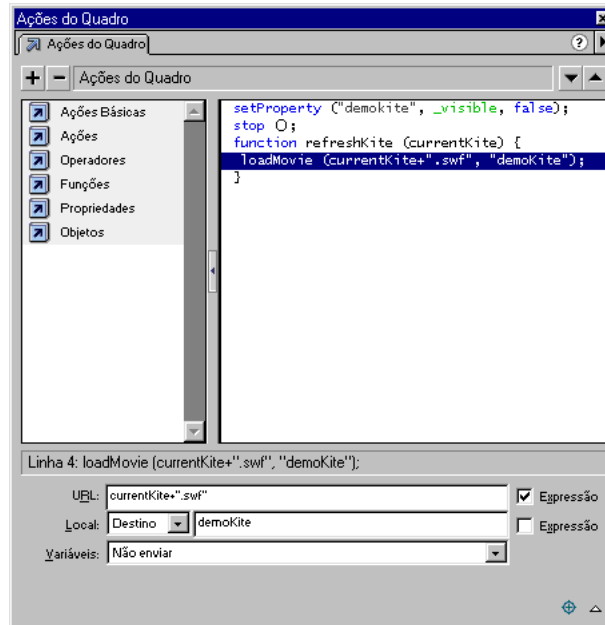 Ações do Quadro
Ações do Quadro
?
+ − Ações do Quadro
Ações Básicas
Ações
Operadores
Funções
Propriedades
Objetos
setProperty ("demokite", _visible, false);
stop ();
function refreshKite (currentKite) {
loadMovie (currentKite+".swf", "demoKite");
}
Linha 4: loadMovie (currentKite+".swf", "demoKite");
URL: currentKite+".swf" Expressão
Local: Destino demoKite Expressão
Variáveis: Não enviar